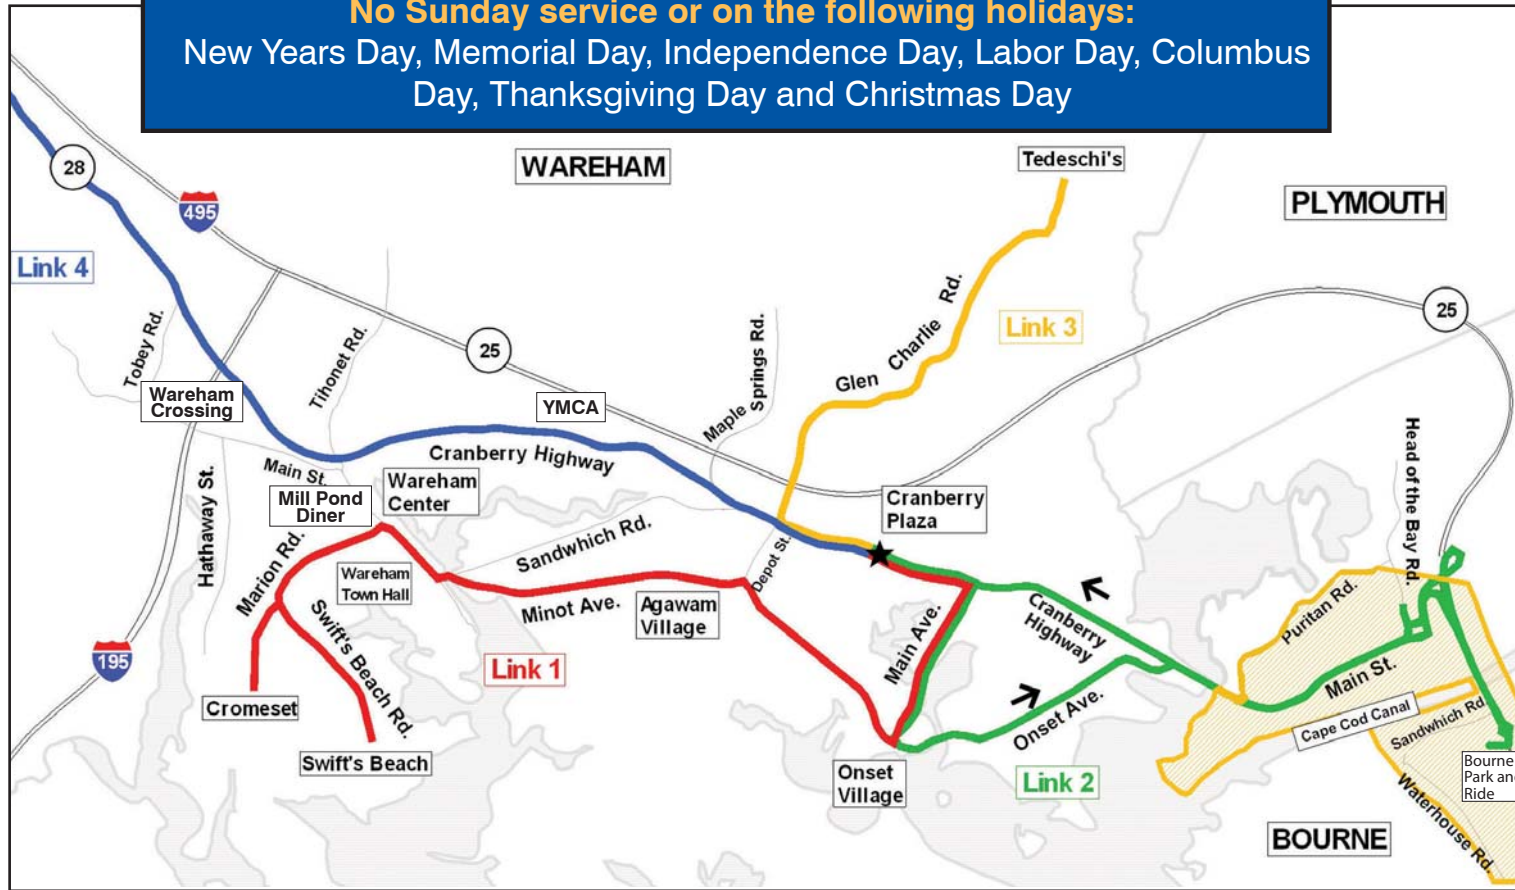 No Sunday service or on the following holidays:
New Years Day, Memorial Day, Independence Day, Labor Day, Columbus
Day, Thanksgiving Day and Christmas Day
WAREHAM
Tedeschi's
PLYMOUTH
28
495
Link 4
25
25
Link 3
Glen Charlie Rd.
Tobey Rd.
Tihonet Rd.
Maple Springs Rd.
Wareham
Crossing
YMCA
Cranberry Highway
Main St.
Wareham
Center
Mill Pond
Diner
Cranberry
Plaza
Head of the Bay Rd.
Hathaway St.
Marion Rd.
Sandwhich Rd.
Depot St.
Wareham
Town Hall
Minot Ave.
Agawam
Village
Swift's Beach Rd.
Main Ave.
Cranberry
Highway
Puritan Rd.
195
Link 1
Main St.
Cromeset
Onset Ave.
Cape Cod Canal
Sandwhich Rd
Swift's Beach
Onset
Village
Link 2
Bourne
Park an
Ride
Waterhouse Rd.
BOURNE